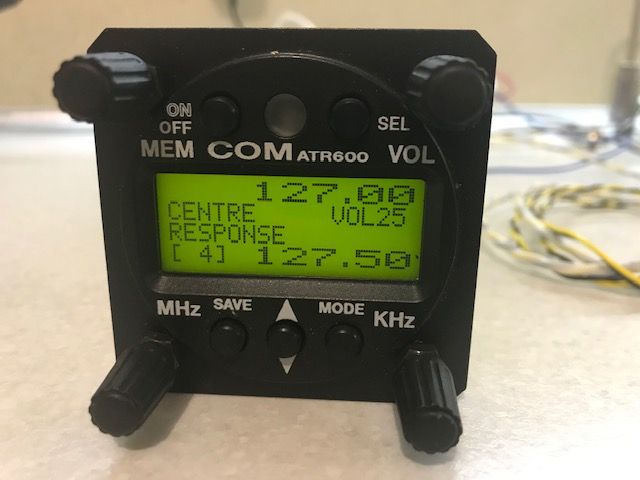 ON
OFF
SEL
MEM COM ATR600 VOL
127.00
CENTRE VOL25
RESPONSE
[ 4] 127.50
MHz SAVE MODE KHz